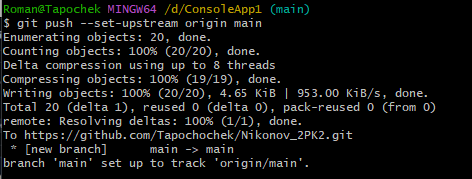 Roman@Tapochek MINGW64 /d/ConsoleApp1 (main)
$ git push --set-upstream origin main
Enumerating objects: 20, done.
Counting objects: 100% (20/20), done.
Delta compression using up to 8 threads
Compressing objects: 100% (19/19), done.
Writing objects: 100% (20/20), 4.65 KiB | 953.00 KiB/s, done.
Total 20 (delta 1), reused 0 (delta 0), pack-reused 0 (from 0)
remote: Resolving deltas: 100% (1/1), done.
To https://github.com/Tapochochek/Nikonov_2PK2.git
 * [new branch]      main -> main
branch 'main' set up to track 'origin/main'.